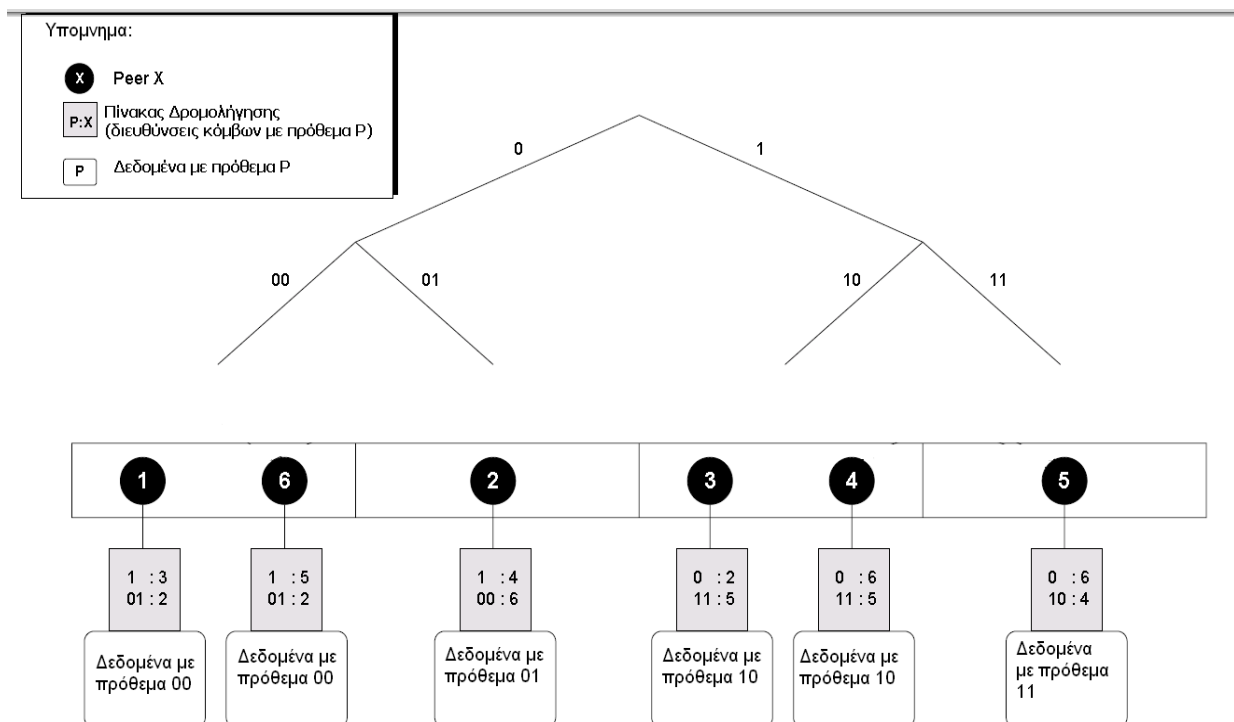 Υπομνημα:
X Peer X
P:X Πίνακας Δρομολόγησης
(διευθύνσεις κόμβων με πρόθεμα P)
P Δεδομένα με πρόθεμα P
0 1
00 01 10 11
1 6 2 3 4 5
1 : 3
01 : 2
1 : 5
01 : 2
1 : 4
00 : 6
0 : 2
11 : 5
0 : 6
11 : 5
0 : 6
10 : 4
Δεδομένα με
πρόθεμα 00
Δεδομένα με
πρόθεμα 00
Δεδομένα με
πρόθεμα 01
Δεδομένα με
πρόθεμα 10
Δεδομένα με
πρόθεμα 10
Δεδομένα
με πρόθεμα
11